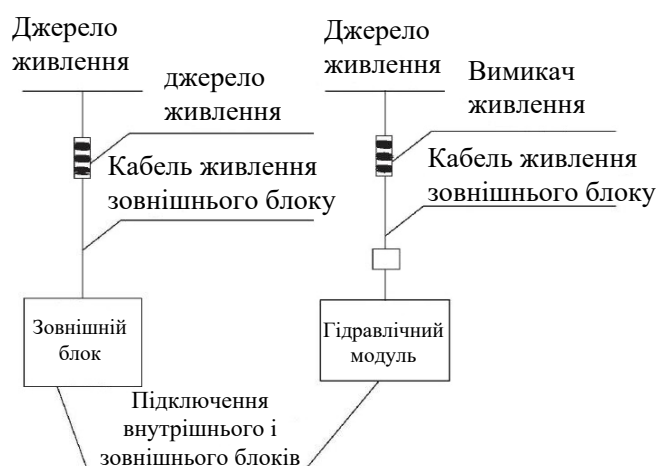 Джерело
живлення
джерело
живлення
Кабель живлення
зовнішнього блоку
Зовнішній
блок
Джерело
живлення
Вимикач
живлення
Кабель живлення
зовнішнього блоку
Гідравлічний
модуль
Підключення
внутрішнього і
зовнішнього блоків